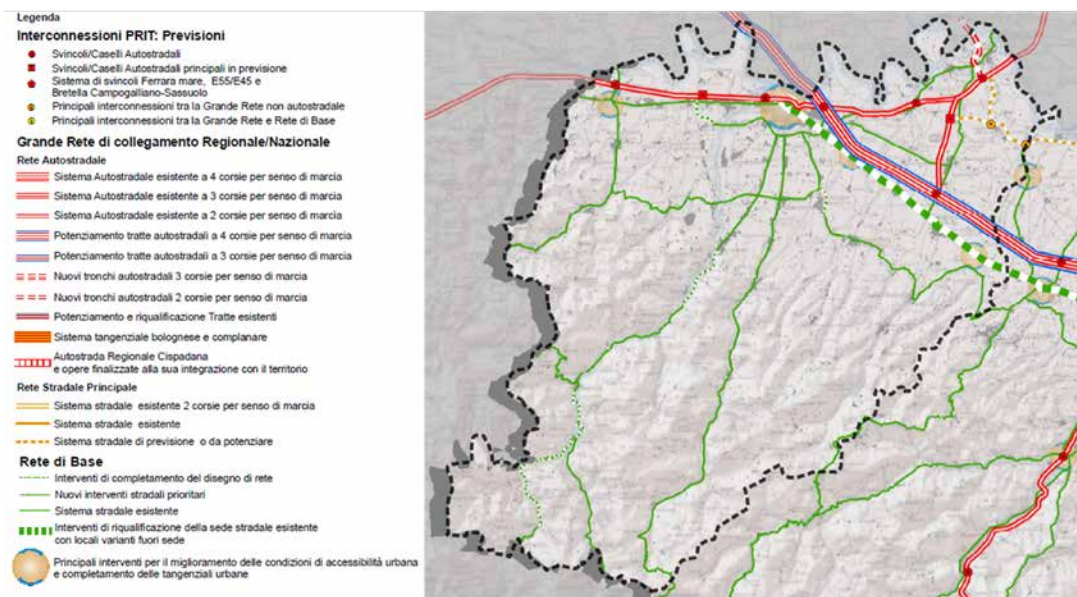 Legenda
Interconnessioni PRIT: Previsioni
Svincoli/Caselli Autostradali
Svincoli/Caselli Autostradali principali in previsione
Sistema di svincoli Ferrara mare, E55/E45 e
Bretella Campogalliano-Sassuolo
Principali interconnessioni tra la Grande Rete non autostradale
Principali interconnessioni tra la Grande Rete e Rete di Base
Grande Rete di collegamento Regionale/Nazionale
Rete Autostradale
Sistema Autostradale esistente a 4 corsie per senso di marcia
Sistema Autostradale esistente a 3 corsie per senso di marcia
Sistema Autostradale esistente a 2 corsie per senso di marcia
Potenziamento tratte autostradali a 4 corsie per senso di marcia
Potenziamento tratte autostradali a 3 corsie per senso di marcia
Nuovi tronchi autostradali 3 corsie per senso di marcia
Nuovi tronchi autostradali 2 corsie per senso di marcia
Potenziamento e riqualificazione Tratte esistenti
Sistema tangenziale bolognese e complanare
Autostrada Regionale Cispadana
e opere finalizzate alla sua integrazione con il territorio
Rete Stradale Principale
Sistema stradale esistente 2 corsie per senso di marcia
Sistema stradale esistente
Sistema stradale di previsione o da potenziare
Rete di Base
Interventi di completamento del disegno di rete
Nuovi interventi stradali prioritari
Sistema stradale esistente
Interventi di riqualificazione della sede stradale esistente
con locali varianti fuori sede
Principali interventi per il miglioramento delle condizioni di accessibilità urbana
e completamento delle tangenziali urbane